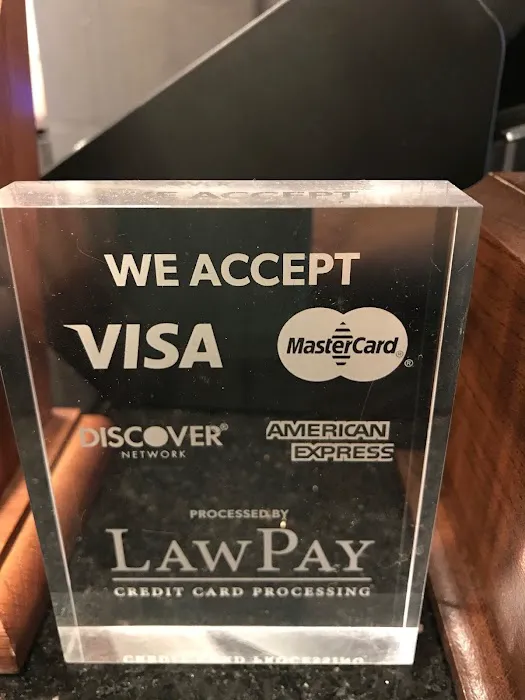 WE ACCEPT
VISA
MasterCard®
DISCOVER®
NETWORK
AMERICAN
EXPRESS
PROCESSED BY
LAWPAY
CREDIT CARD PROCESSING